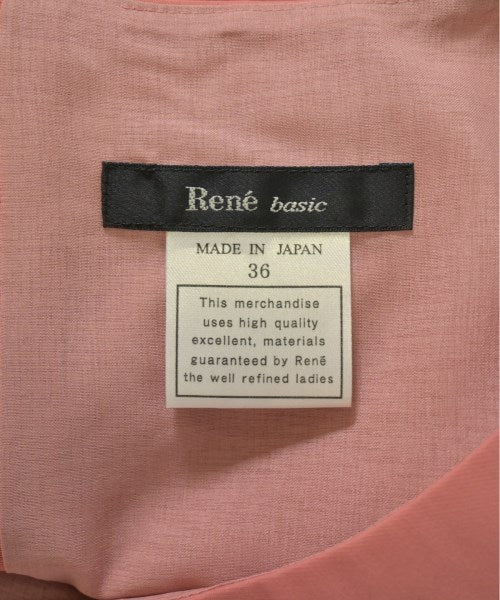 René basic
MADE IN JAPAN
36
This merchandise
uses high quality
excellent, materials
guaranteed by René
the well refined ladies